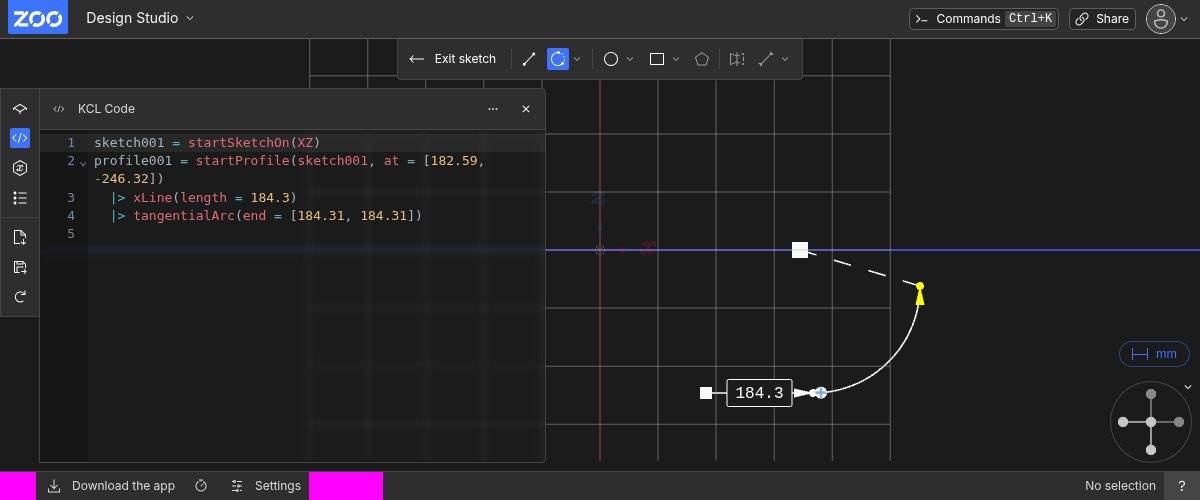 ZOO
Design Studio
Commands Ctrl+K
Share
Exit sketch
KCL Code
1 sketch001 = startSketchOn(XZ)
2 profile001 = startProfile(sketch001, at = [182.59,
-246.32])
3 |> xLine(length = 184.3)
4 |> tangentialArc(end = [184.31, 184.31])
5
z
x
184.3
mm
Download the app
Settings
No selection
?